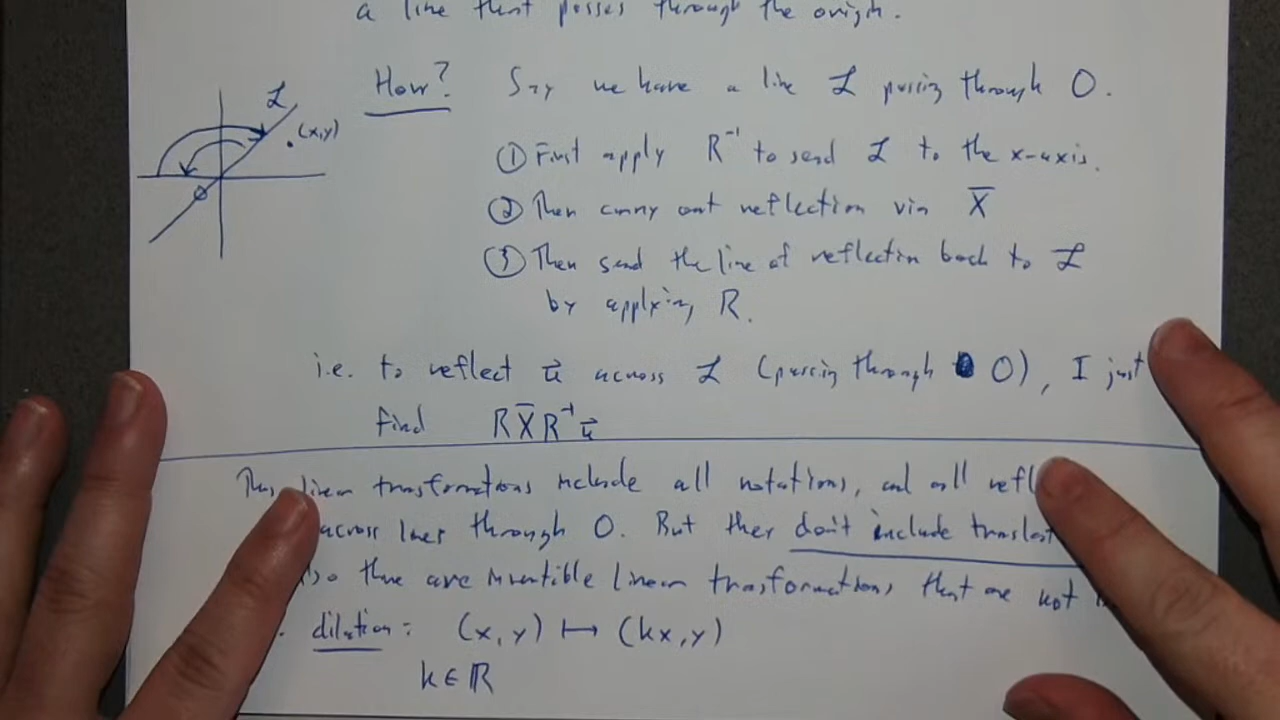 a line that passes through the origin.
How? Say we have a line L passing through O.
L
(x,y)
① First apply R⁻¹ to send L to the x-axis.
② Then carry out reflection via X̄
③ Then send the line of reflection back to L
by applying R.
i.e. to reflect u⃗ across L (passing through O), I just
find R X̄ R⁻¹ u⃗
Thus linear transformations include all rotations, and all refl
across lines through O. But they don't include translat
there are invertible linear transformations that are not
dilation: (x, y) ↦ (kx, y)
k ∈ ℝ